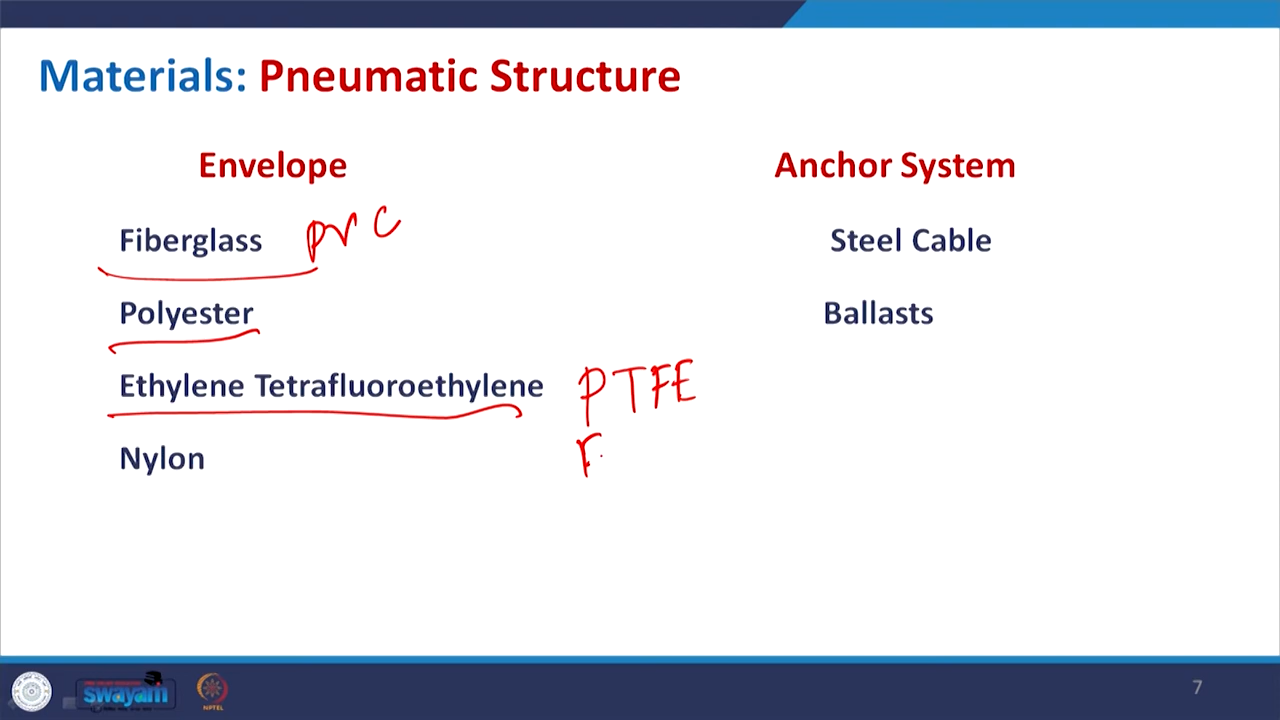 Materials: Pneumatic Structure
Envelope
Anchor System
Fiberglass PVC
Steel Cable
Polyester
Ballasts
Ethylene Tetrafluoroethylene PTFE
Nylon
swayam
NPTEL
7